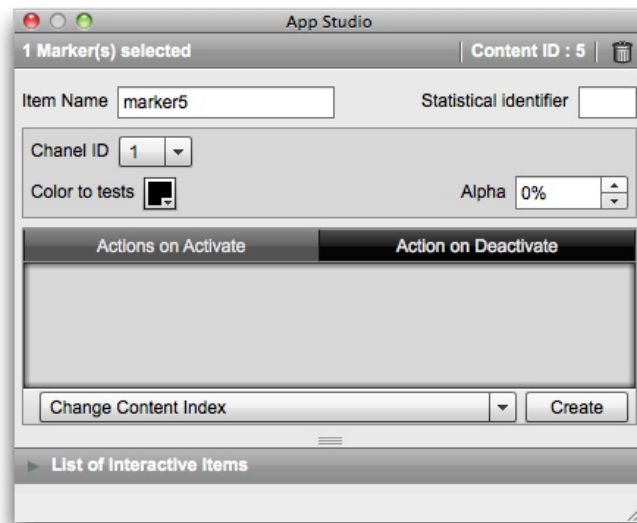 App Studio
1 Marker(s) selected Content ID : 5
Item Name marker5 Statistical identifier
Chanel ID 1
Color to tests Alpha 0%
Actions on Activate Action on Deactivate
Change Content Index Create
List of Interactive Items